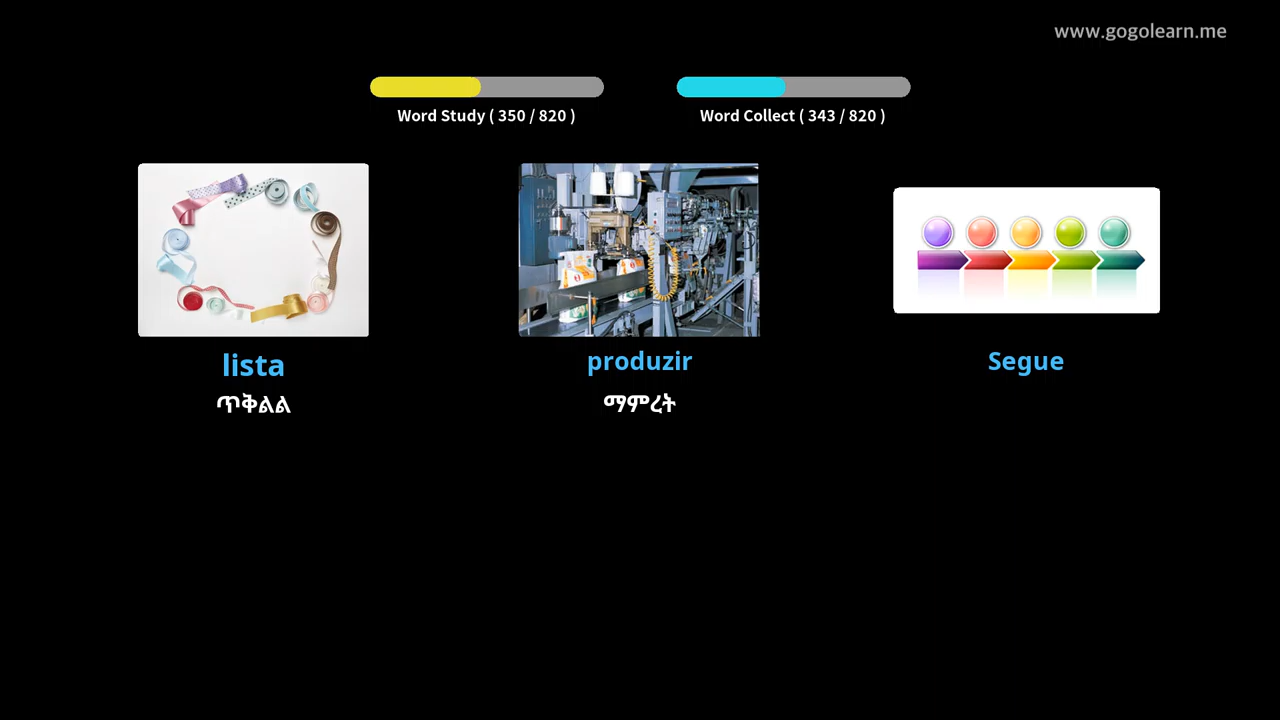 www.gogolearn.me
Word Study ( 350 / 820 )
Word Collect ( 343 / 820 )
lista
ጥቅልል
produzir
ማምረት
Segue